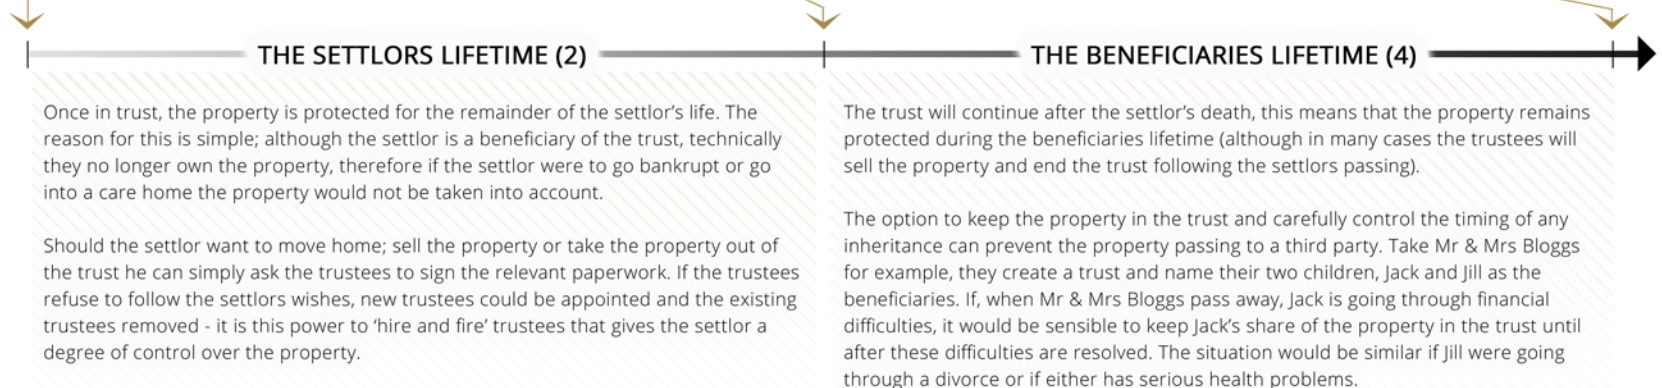 THE SETTLORS LIFETIME (2)
Once in trust, the property is protected for the remainder of the settlor's life. The
reason for this is simple; although the settlor is a beneficiary of the trust, technically
they no longer own the property, therefore if the settlor were to go bankrupt or go
into a care home the property would not be taken into account.
Should the settlor want to move home; sell the property or take the property out of
the trust he can simply ask the trustees to sign the relevant paperwork. If the trustees
refuse to follow the settlors wishes, new trustees could be appointed and the existing
trustees removed - it is this power to 'hire and fire' trustees that gives the settlor a
degree of control over the property.
THE BENEFICIARIES LIFETIME (4)
The trust will continue after the settlor's death, this means that the property remains
protected during the beneficiaries lifetime (although in many cases the trustees will
sell the property and end the trust following the settlors passing).
The option to keep the property in the trust and carefully control the timing of any
inheritance can prevent the property passing to a third party. Take Mr & Mrs Bloggs
for example, they create a trust and name their two children, Jack and Jill as the
beneficiaries. If, when Mr & Mrs Bloggs pass away, Jack is going through financial
difficulties, it would be sensible to keep Jack's share of the property in the trust until
after these difficulties are resolved. The situation would be similar if Jill were going
through a divorce or if either has serious health problems.